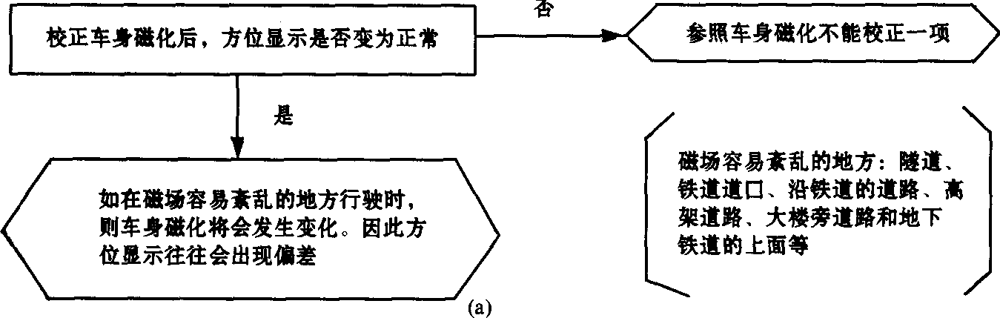 校正车身磁化后，方位显示是否变为正常
否
参照车身磁化不能校正一项
是
如在磁场容易紊乱的地方行驶时，
则车身磁化将会发生变化。因此方
位显示往往会出现偏差
磁场容易紊乱的地方：隧道、
铁道道口、沿铁道的道路、高
架道路、大楼旁道路和地下
铁道的上面等
(a)